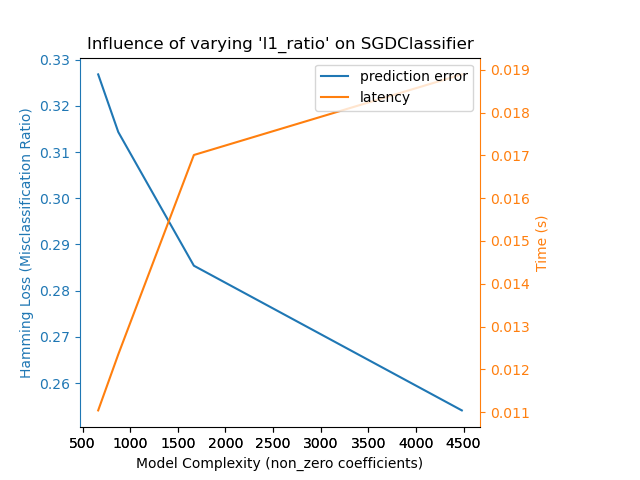 Influence of varying 'l1_ratio' on SGDClassifier
prediction error
latency
Hamming Loss (Misclassification Ratio)
0.33
0.32
0.31
0.30
0.29
0.28
0.27
0.26
0.019
0.018
0.017
0.016
0.015
0.014
0.013
0.012
0.011
Time (s)
500 1000 1500 2000 2500 3000 3500 4000 4500
Model Complexity (non_zero coefficients)